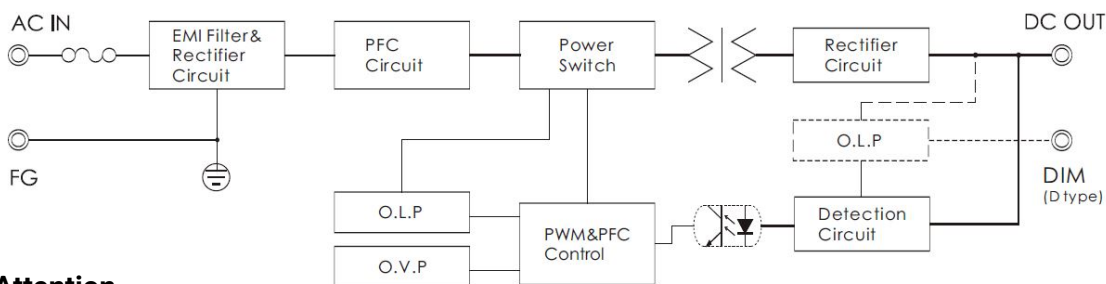 AC IN
EMI Filter&
Rectifier
Circuit
PFC
Circuit
Power
Switch
Rectifier
Circuit
DC OUT
FG
O.L.P
DIM
(D type)
O.L.P
O.V.P
PWM&PFC
Control
Detection
Circuit
Attention